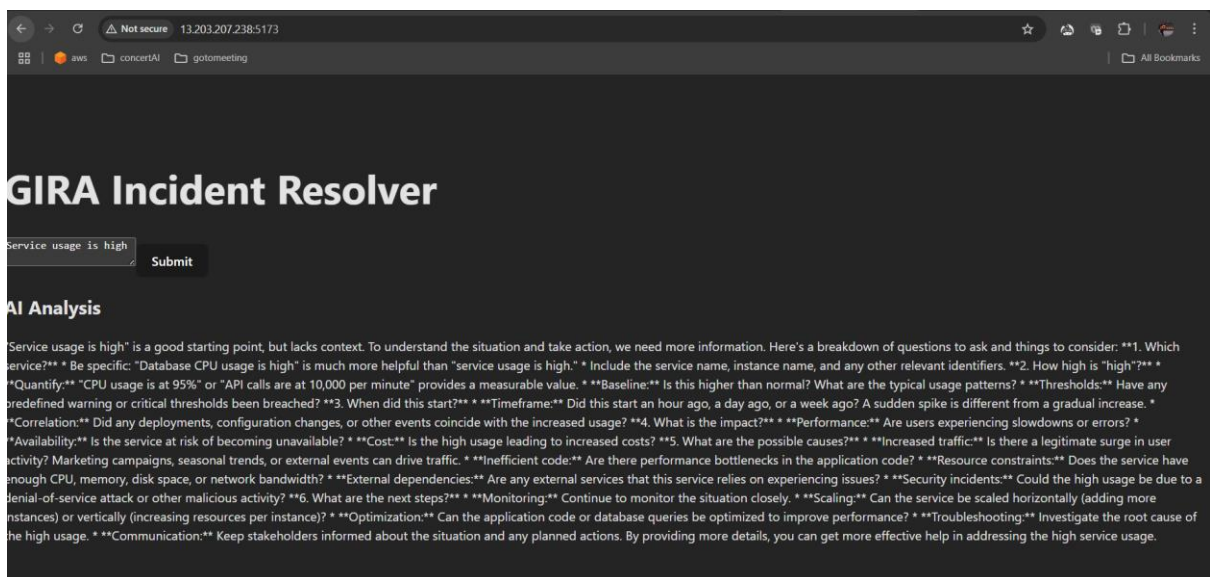 Not secure 13.203.207.238:5173
aws concertAI gotomeeting All Bookmarks
GIRA Incident Resolver
Service usage is high
Submit
AI Analysis
"Service usage is high" is a good starting point, but lacks context. To understand the situation and take action, we need more information. Here's a breakdown of questions to ask and things to consider: **1. Which
service?** * Be specific: "Database CPU usage is high" is much more helpful than "service usage is high." * Include the service name, instance name, and any other relevant identifiers. **2. How high is "high"?** *
**Quantify:** "CPU usage is at 95%" or "API calls are at 10,000 per minute" provides a measurable value. * **Baseline:** Is this higher than normal? What are the typical usage patterns? * **Thresholds:** Have any
predefined warning or critical thresholds been breached? **3. When did this start?** * **Timeframe:** Did this start an hour ago, a day ago, or a week ago? A sudden spike is different from a gradual increase. *
**Correlation:** Did any deployments, configuration changes, or other events coincide with the increased usage? **4. What is the impact?** * **Performance:** Are users experiencing slowdowns or errors? *
**Availability:** Is the service at risk of becoming unavailable? * **Cost:** Is the high usage leading to increased costs? **5. What are the possible causes?** * **Increased traffic:** Is there a legitimate surge in user
activity? Marketing campaigns, seasonal trends, or external events can drive traffic. * **Inefficient code:** Are there performance bottlenecks in the application code? * **Resource constraints:** Does the service have
enough CPU, memory, disk space, or network bandwidth? * **External dependencies:** Are any external services that this service relies on experiencing issues? * **Security incidents:** Could the high usage be due to a
denial-of-service attack or other malicious activity? **6. What are the next steps?** * **Monitoring:** Continue to monitor the situation closely. * **Scaling:** Can the service be scaled horizontally (adding more
instances) or vertically (increasing resources per instance)? * **Optimization:** Can the application code or database queries be optimized to improve performance? * **Troubleshooting:** Investigate the root cause of
the high usage. * **Communication:** Keep stakeholders informed about the situation and any planned actions. By providing more details, you can get more effective help in addressing the high service usage.